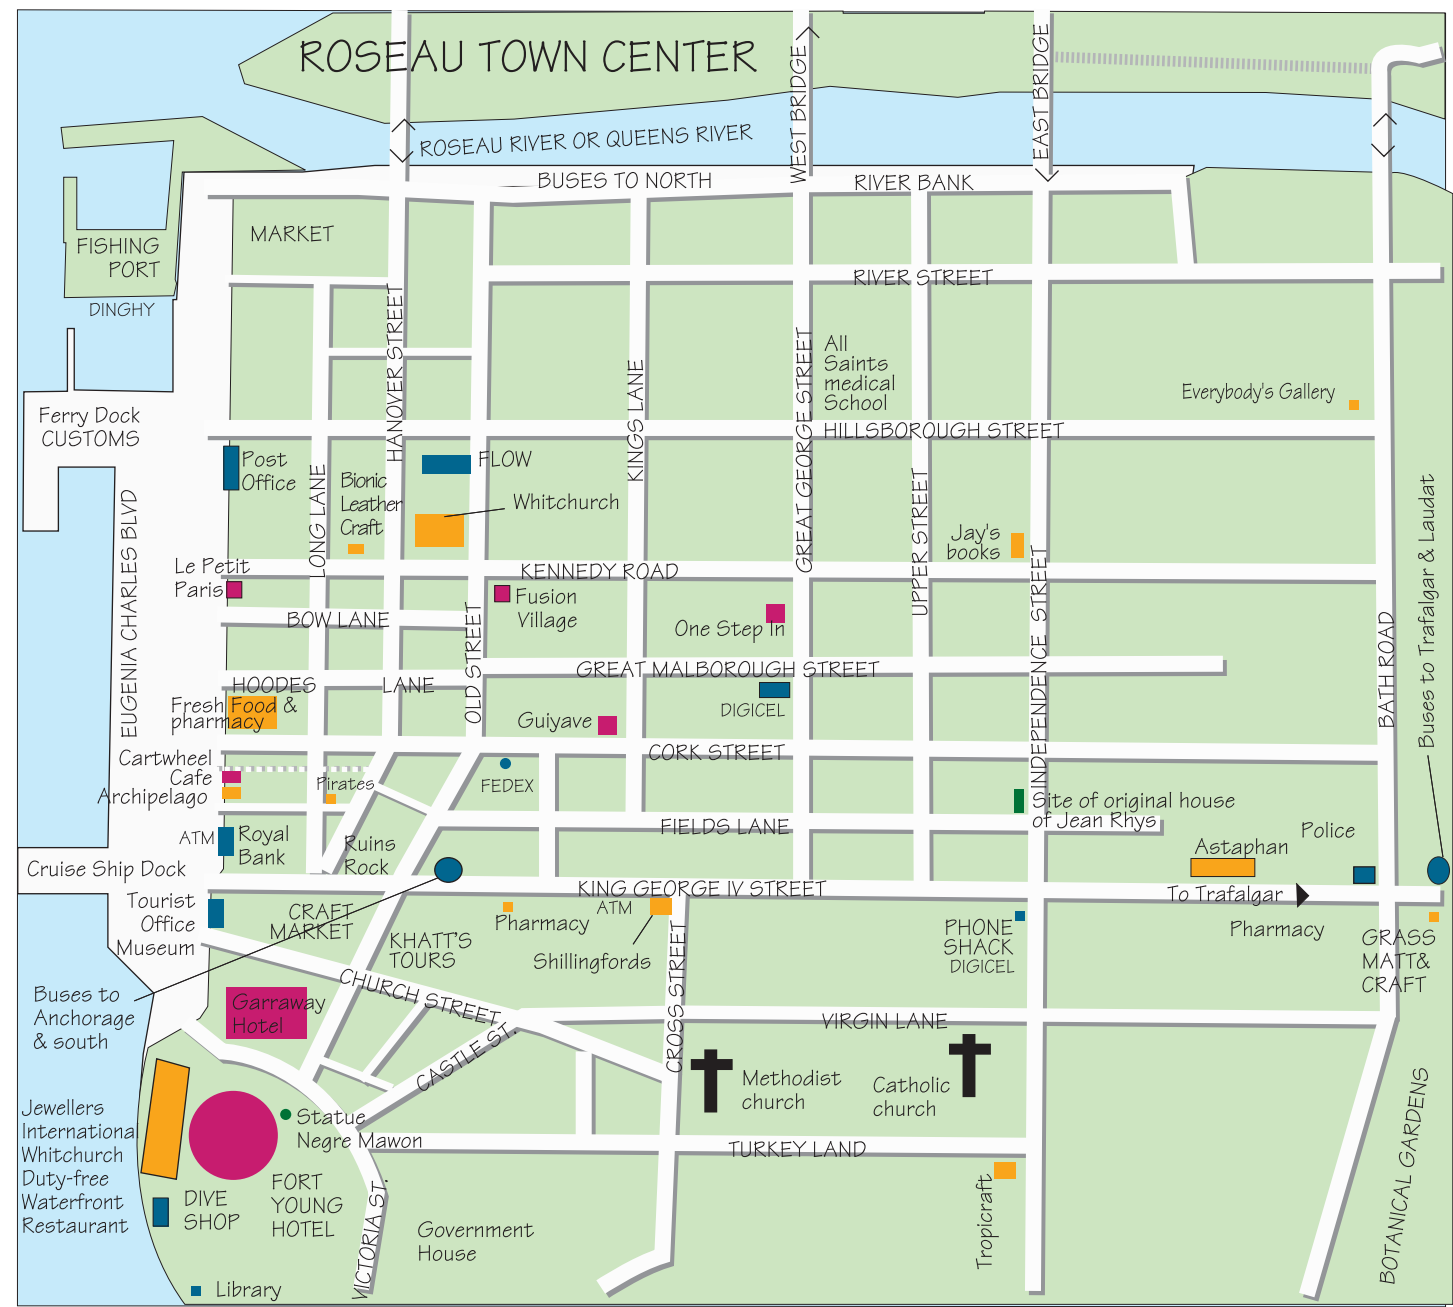 ROSEAU TOWN CENTER
WEST BRIDGE
EAST BRIDGE
ROSEAU RIVER OR QUEENS RIVER
BUSES TO NORTH
RIVER BANK
MARKET
FISHING
PORT
DINGHY
RIVER STREET
HANOVER STREET
KINGS LANE
GREAT GEORGE STREET
All
Saints
medical
School
Everybody's Gallery
Ferry Dock
CUSTOMS
HILLSBOROUGH STREET
Post
Office
LONG LANE
Bionic
Leather
Craft
FLOW
Whitchurch
UPPER STREET
Jay's
books
Buses to Trafalgar & Laudat
EUGENIA CHARLES BLVD
Le Petit
Paris
KENNEDY ROAD
Fusion
Village
BOW LANE
OLD STREET
One Step In
INDEPENDENCE STREET
BATH ROAD
GREAT MALBOROUGH STREET
HOODES LANE
Fresh Food &
pharmacy
Guiyave
DIGICEL
CORK STREET
Cartwheel
Cafe
Archipelago
Pirates
FEDEX
Site of original house
of Jean Rhys
FIELDS LANE
ATM
Royal
Bank
Ruins
Rock
Police
Astaphan
Cruise Ship Dock
KING GEORGE IV STREET
To Trafalgar
Tourist
Office
Museum
CRAFT
MARKET
KHATT'S
TOURS
Pharmacy
ATM
Shillingfords
CROSS STREET
PHONE
SHACK
DIGICEL
Pharmacy
GRASS
MATT&
CRAFT
CHURCH STREET
Buses to
Anchorage
& south
Garraway
Hotel
CASTLE ST.
VIRGIN LANE
Methodist
church
Catholic
church
BOTANICAL GARDENS
Jewellers
International
Whitchurch
Duty-free
Waterfront
Restaurant
Statue
Negre Mawon
TURKEY LAND
DIVE
SHOP
FORT
YOUNG
HOTEL
VICTORIA ST.
Government
House
Tropicraft
Library